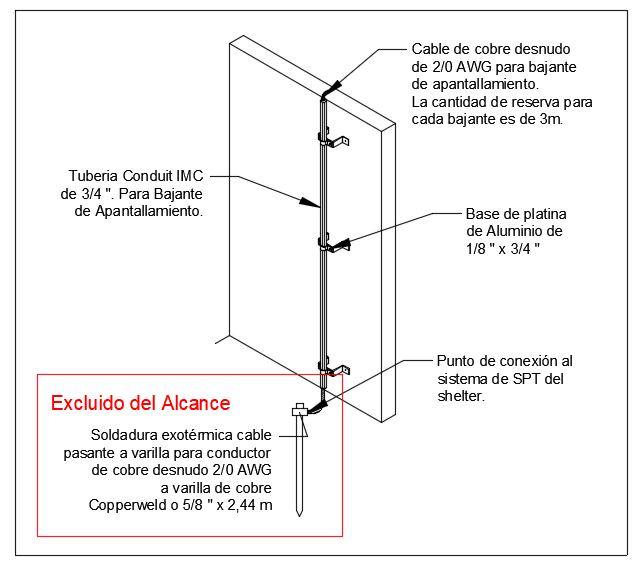 Cable de cobre desnudo
de 2/0 AWG para bajante
de apantallamiento.
La cantidad de reserva para
cada bajante es de 3m.
Tuberia Conduit IMC
de 3/4 ". Para Bajante
de Apantallamiento.
Base de platina
de Aluminio de
1/8 " x 3/4 "
Punto de conexión al
sistema de SPT del
shelter.
Excluido del Alcance
Soldadura exotérmica cable
pasante a varilla para conductor
de cobre desnudo 2/0 AWG
a varilla de cobre
Copperweld o 5/8 " x 2,44 m